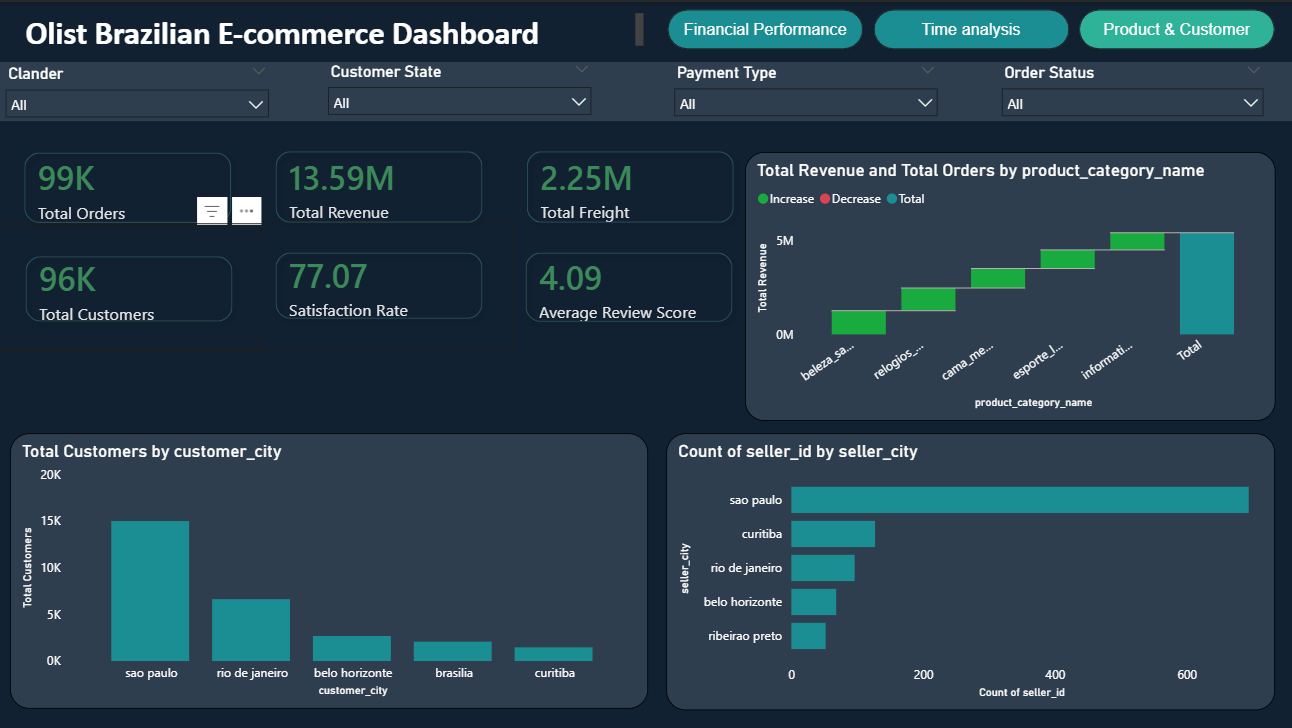 Olist Brazilian E-commerce Dashboard
Financial Performance
Time analysis
Product & Customer
Clander
All
Customer State
All
Payment Type
All
Order Status
All
99K
Total Orders
13.59M
Total Revenue
2.25M
Total Freight
96K
Total Customers
77.07
Satisfaction Rate
4.09
Average Review Score
Total Revenue and Total Orders by product_category_name
Increase Decrease Total
Total Revenue
5M
0M
beleza_sa...
relogios_...
cama_me...
esporte_l...
informati...
Total
product_category_name
Total Customers by customer_city
Total Customers
20K
15K
10K
5K
0K
sao paulo
rio de janeiro
belo horizonte
brasilia
curitiba
customer_city
Count of seller_id by seller_city
seller_city
sao paulo
curitiba
rio de janeiro
belo horizonte
ribeirao preto
0
200
400
600
Count of seller_id